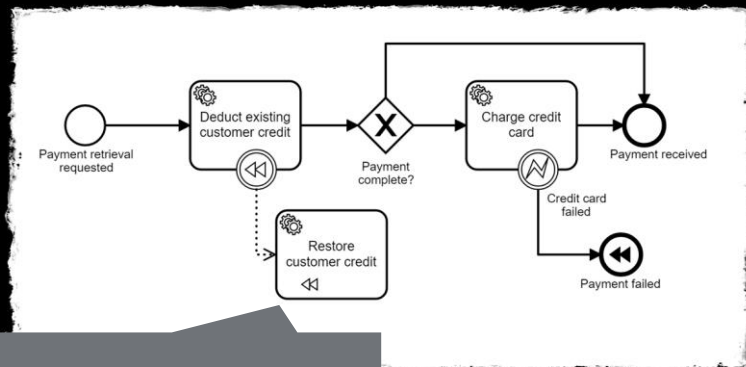 Payment retrieval
requested
Deduct existing
customer credit
X
Payment
complete?
Charge credit
card
Payment received
Credit card
failed
Restore
customer credit
Payment failed